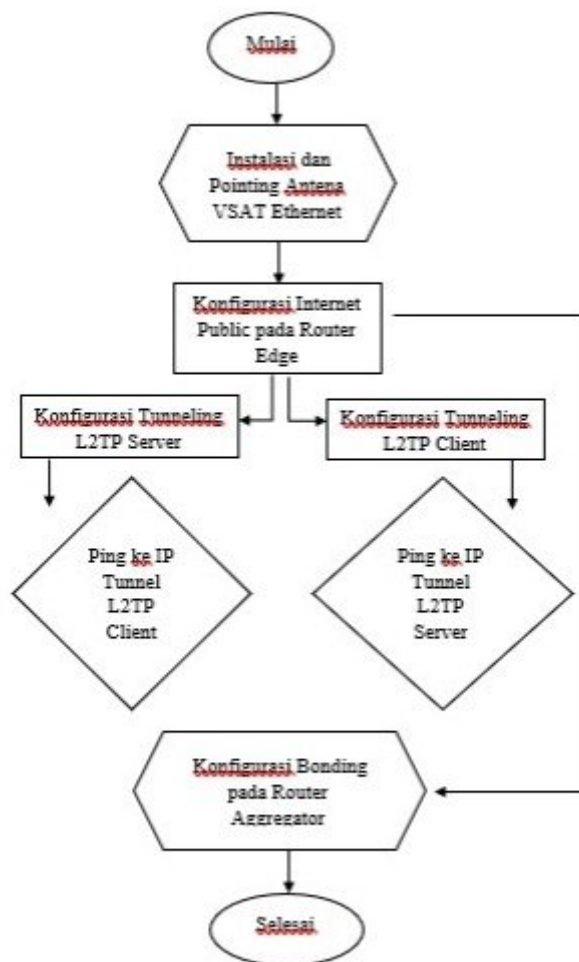 Mulai
Instalasi dan
Pointing Antena
VSAT Ethernet
Konfigurasi Internet
Public pada Router
Edge
Konfigurasi Tunneling
L2TP Server
Konfigurasi Tunneling
L2TP Client
Ping ke IP
Tunnel
L2TP
Client
Ping ke IP
Tunnel
L2TP
Server
Konfigurasi Bonding
pada Router
Aggregator
Selesai